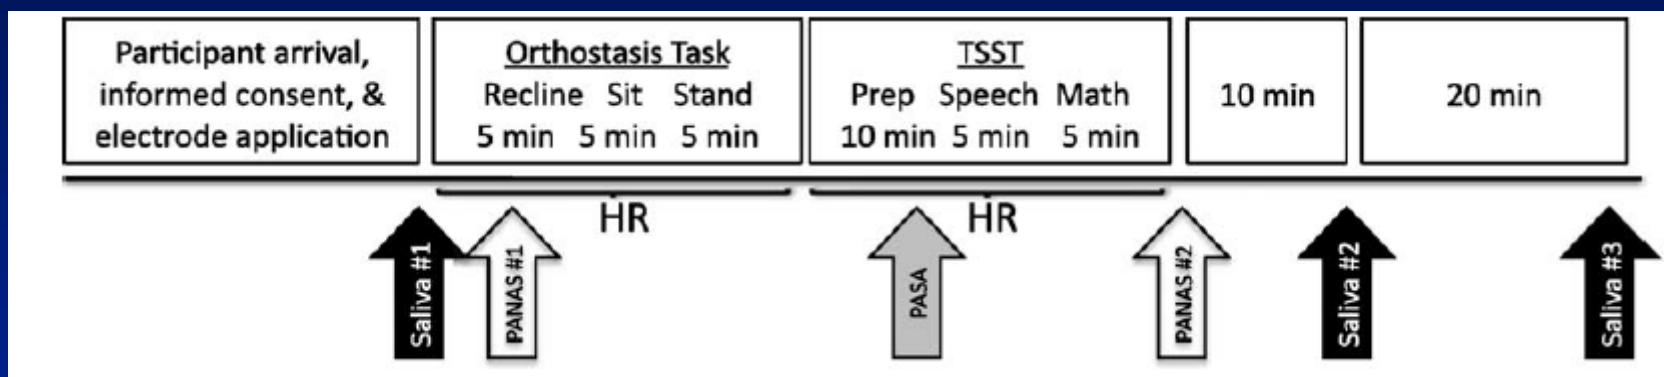 Participant arrival,
informed consent, &
electrode application
Orthostasis Task
Recline Sit Stand
5 min 5 min 5 min
TSST
Prep Speech Math
10 min 5 min 5 min
10 min
20 min
HR
HR
Saliva #1
PANAS #1
PASA
PANAS #2
Saliva #2
Saliva #3